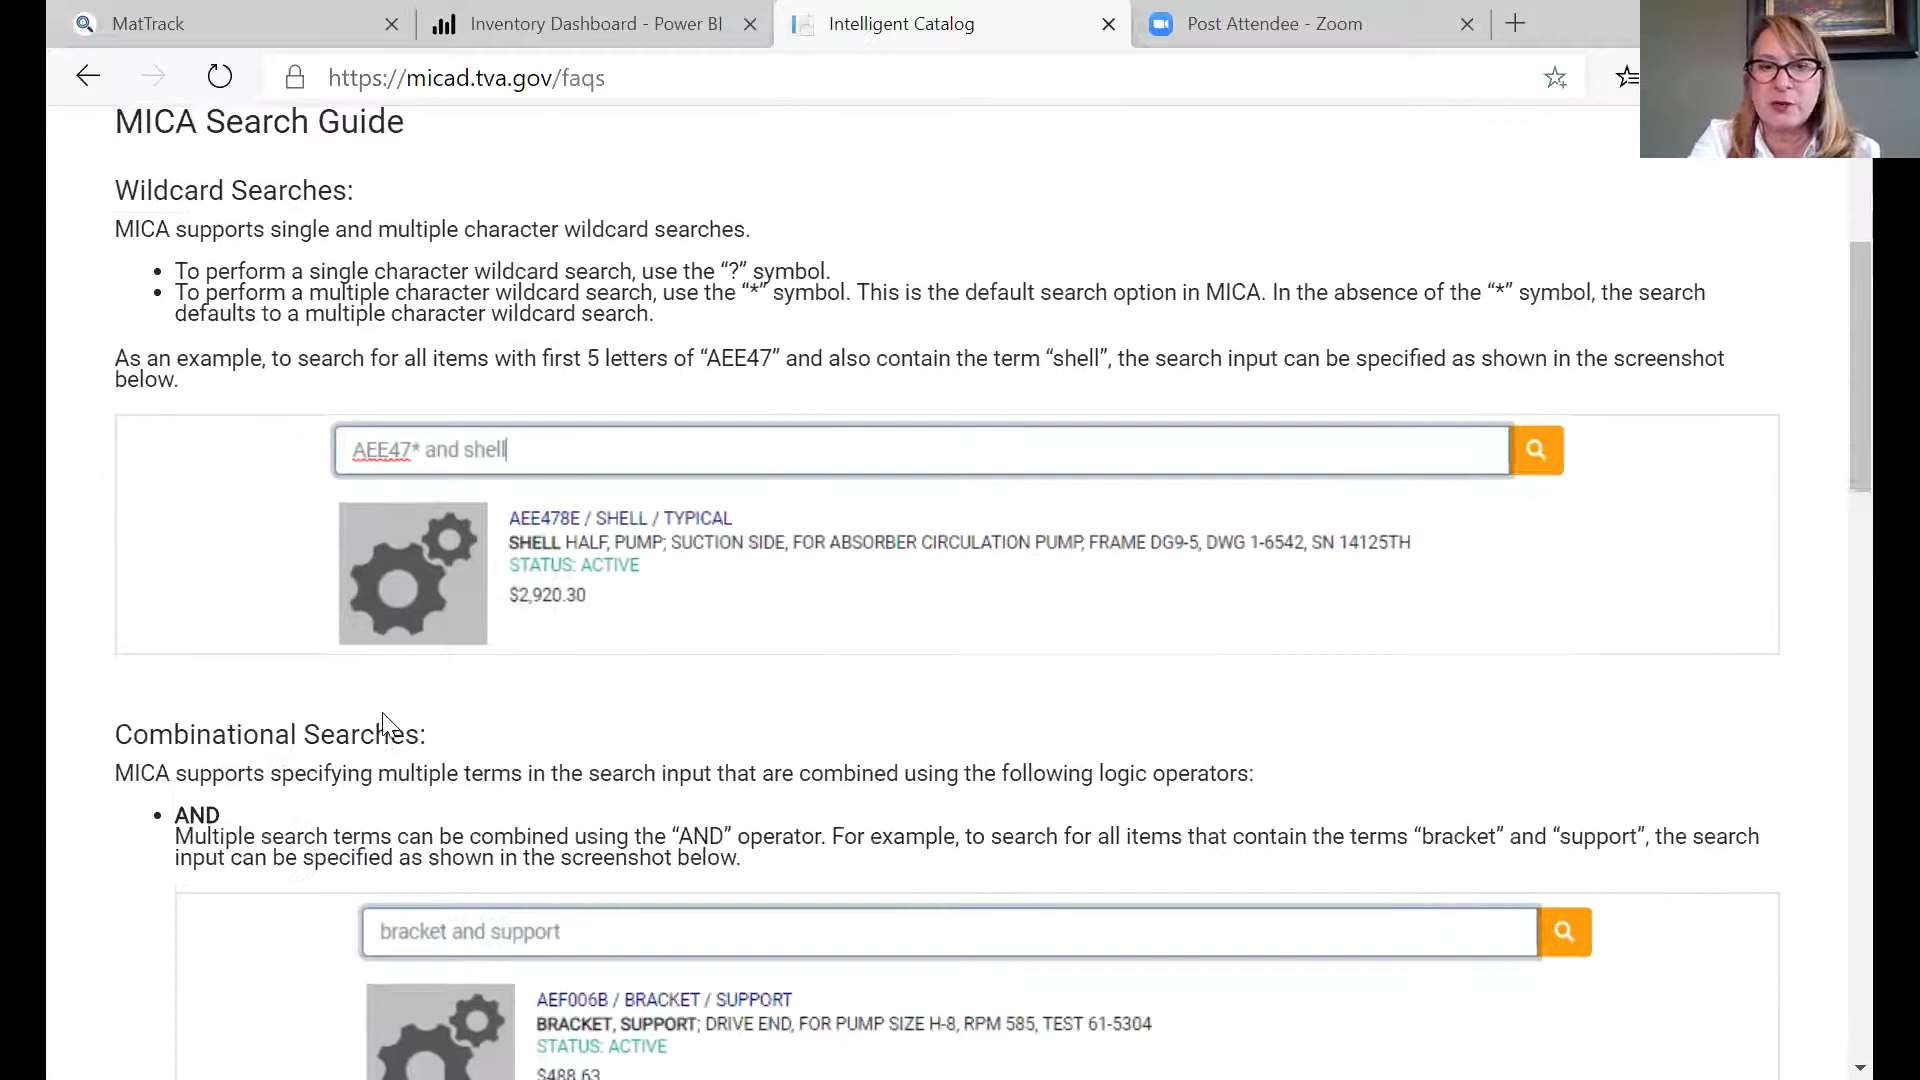 MatTrack
Inventory Dashboard - Power BI
Intelligent Catalog
Post Attendee - Zoom
https://micad.tva.gov/faqs
MICA Search Guide
Wildcard Searches:
MICA supports single and multiple character wildcard searches.
• To perform a single character wildcard search, use the “?” symbol.
• To perform a multiple character wildcard search, use the “*” symbol. This is the default search option in MICA. In the absence of the “*” symbol, the search
defaults to a multiple character wildcard search.
As an example, to search for all items with first 5 letters of “AEE47” and also contain the term “shell”, the search input can be specified as shown in the screenshot
below.
AEE47* and shell
AEE478E / SHELL / TYPICAL
SHELL HALF, PUMP; SUCTION SIDE, FOR ABSORBER CIRCULATION PUMP, FRAME DG9-5, DWG 1-6542, SN 14125TH
STATUS: ACTIVE
$2,920.30
Combinational Searches:
MICA supports specifying multiple terms in the search input that are combined using the following logic operators:
• AND
Multiple search terms can be combined using the “AND” operator. For example, to search for all items that contain the terms “bracket” and “support”, the search
input can be specified as shown in the screenshot below.
bracket and support
AEF006B / BRACKET / SUPPORT
BRACKET, SUPPORT; DRIVE END, FOR PUMP SIZE H-8, RPM 585, TEST 61-5304
STATUS: ACTIVE
$488.63